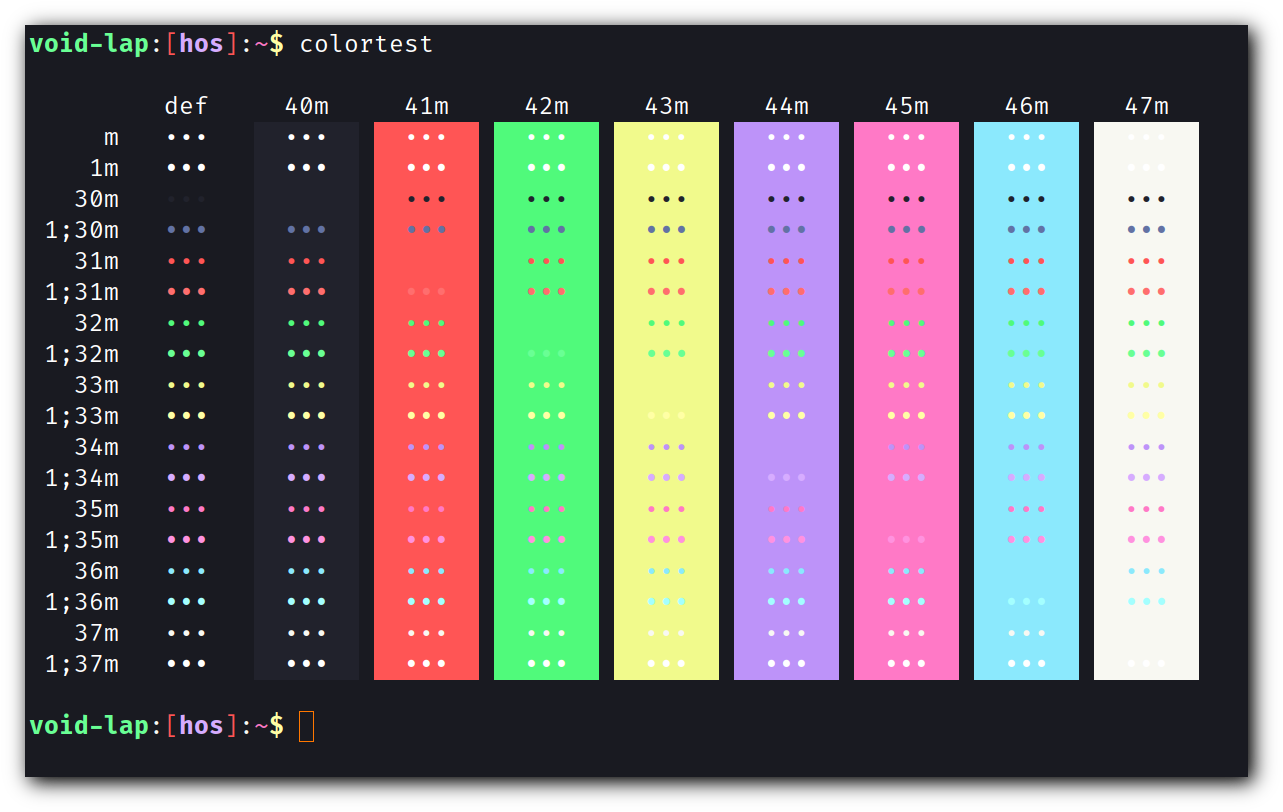 void-lap:[hos]:~$ colortest
def 40m 41m 42m 43m 44m 45m 46m 47m
m ••• ••• ••• ••• ••• ••• ••• ••• •••
1m ••• ••• ••• ••• ••• ••• ••• ••• •••
30m ••• ••• ••• ••• ••• ••• ••• •••
1;30m ••• ••• ••• ••• ••• ••• ••• ••• •••
31m ••• ••• ••• ••• ••• ••• ••• •••
1;31m ••• ••• ••• ••• ••• ••• ••• ••• •••
32m ••• ••• ••• ••• ••• ••• ••• •••
1;32m ••• ••• ••• ••• ••• ••• ••• ••• •••
33m ••• ••• ••• ••• ••• ••• ••• •••
1;33m ••• ••• ••• ••• ••• ••• ••• ••• •••
34m ••• ••• ••• ••• ••• ••• ••• •••
1;34m ••• ••• ••• ••• ••• ••• ••• ••• •••
35m ••• ••• ••• ••• ••• ••• ••• •••
1;35m ••• ••• ••• ••• ••• ••• ••• ••• •••
36m ••• ••• ••• ••• ••• ••• ••• •••
1;36m ••• ••• ••• ••• ••• ••• ••• ••• •••
37m ••• ••• ••• ••• ••• ••• ••• •••
1;37m ••• ••• ••• ••• ••• ••• ••• ••• •••
void-lap:[hos]:~$